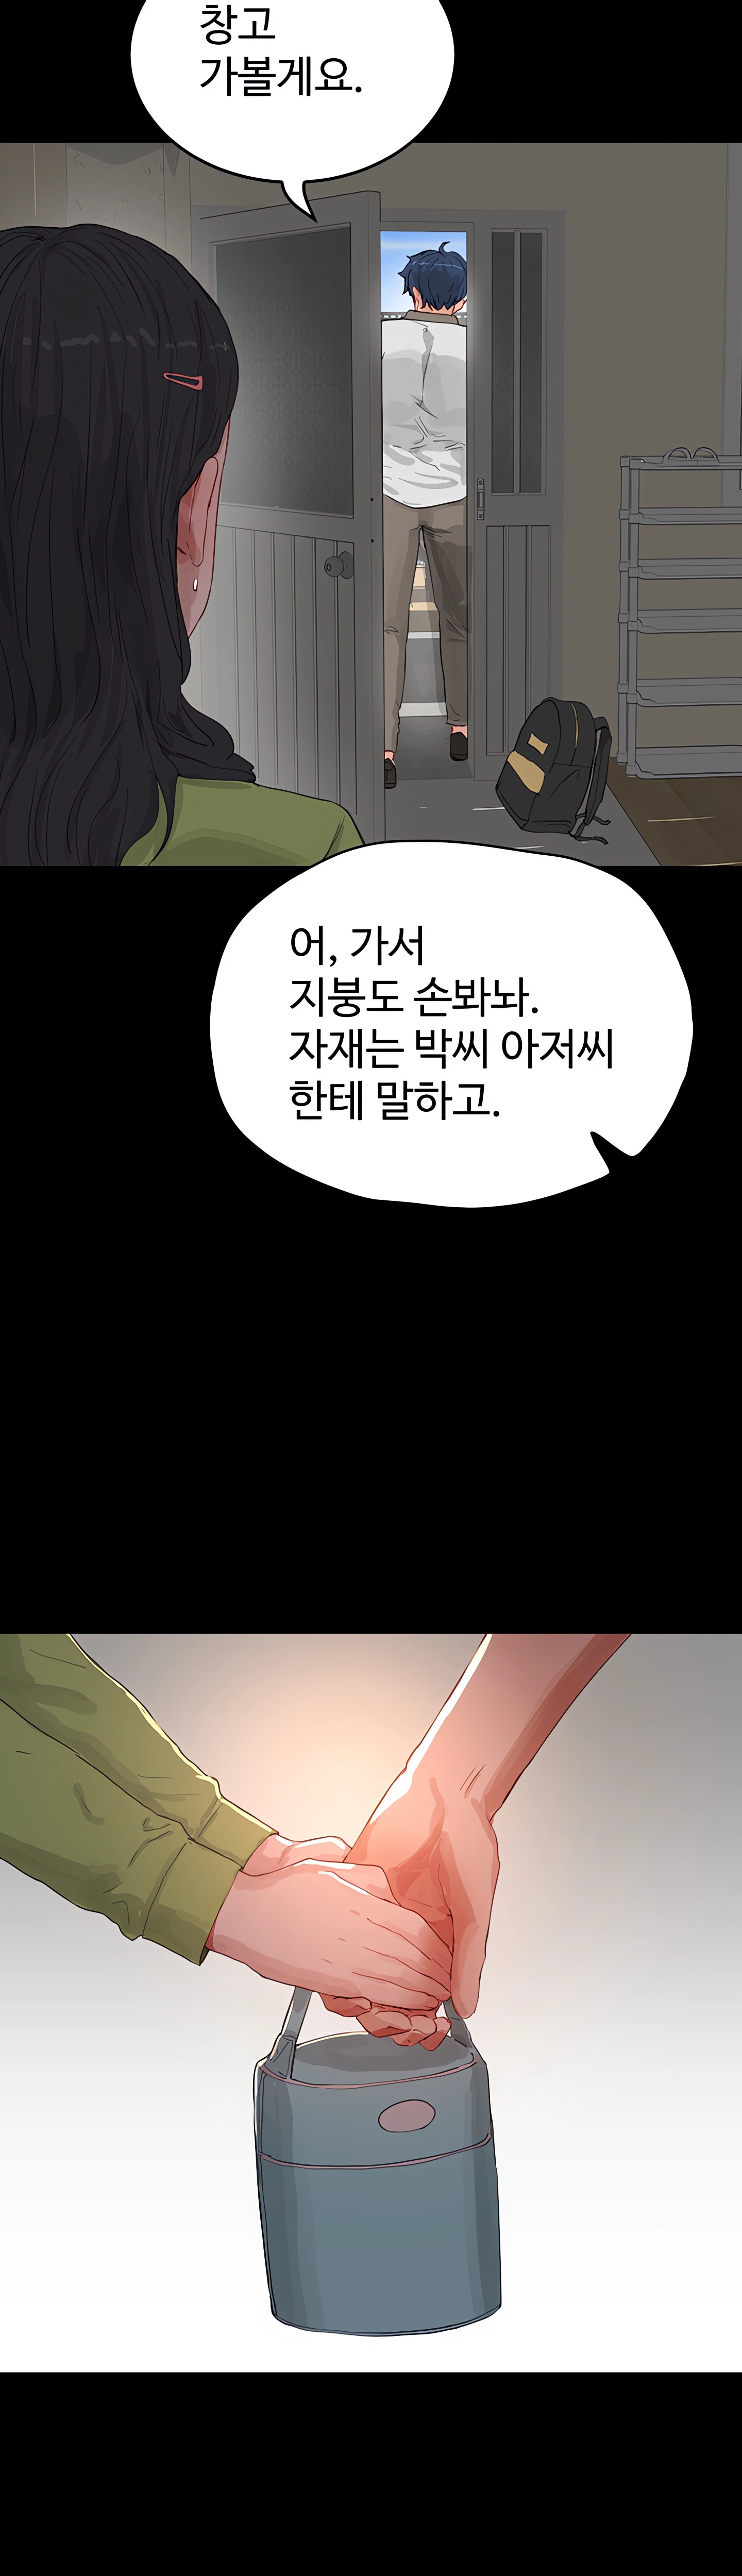 창고
가볼게요.
어, 가서
지붕도 손봐놔.
자재는 박씨 아저씨
한테 말하고.